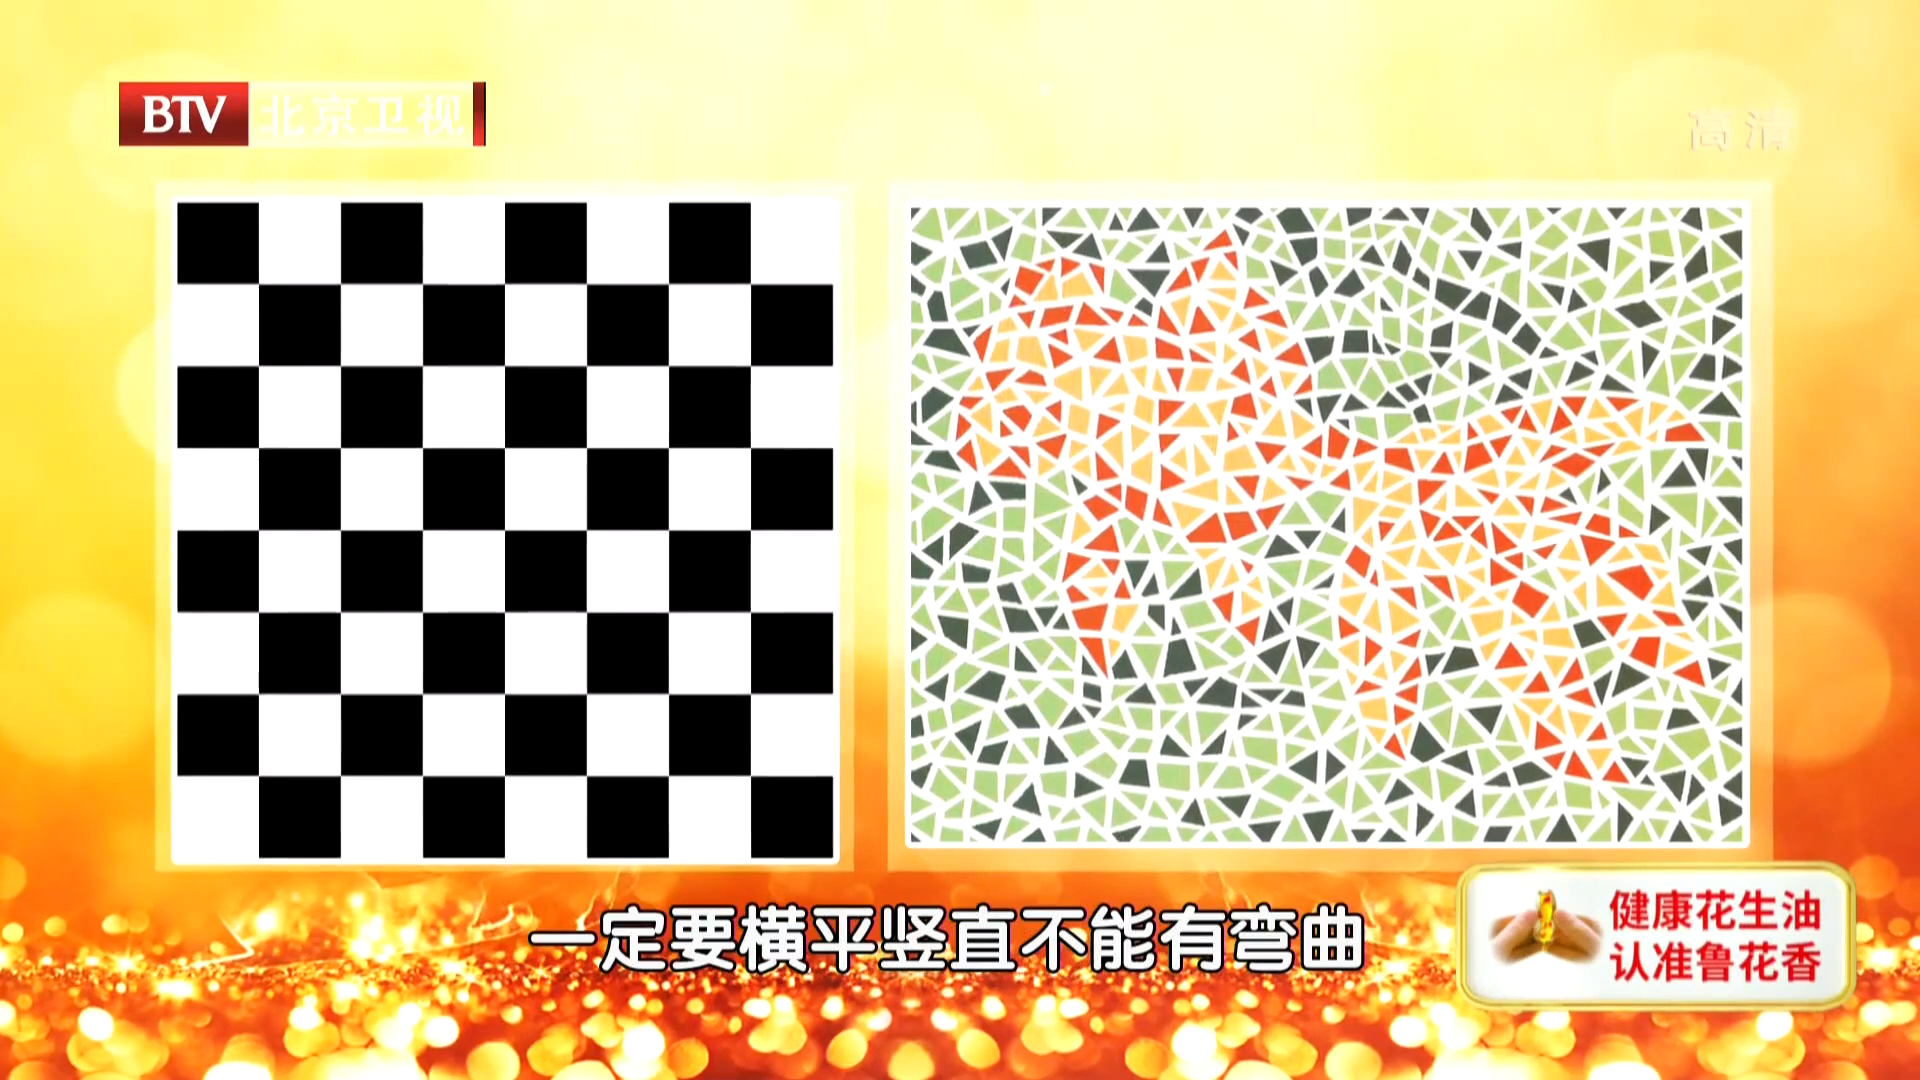 BTV 北京卫视
高清
一定要横平竖直不能有弯曲
健康花生油
认准鲁花香